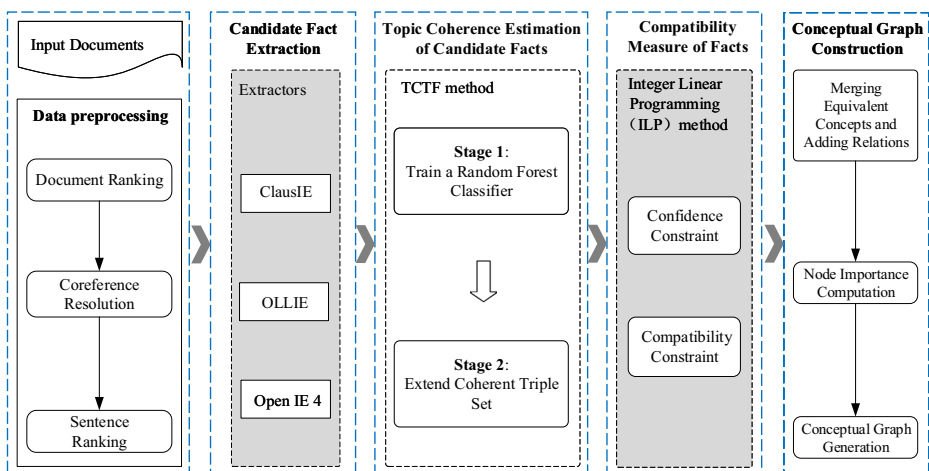 Input Documents
Data preprocessing
Document Ranking
Coreference
Resolution
Sentence
Ranking
Candidate Fact
Extraction
Extractors
ClausIE
OLLIE
Open IE 4
Topic Coherence Estimation
of Candidate Facts
TCTF method
Stage 1:
Train a Random Forest
Classifier
Stage 2:
Extend Coherent Triple
Set
Compatibility
Measure of Facts
Integer Linear
Programming
（ILP）method
Confidence
Constraint
Compatibility
Constraint
Conceptual Graph
Construction
Merging
Equivalent
Concepts and
Adding Relations
Node Importance
Computation
Conceptual Graph
Generation